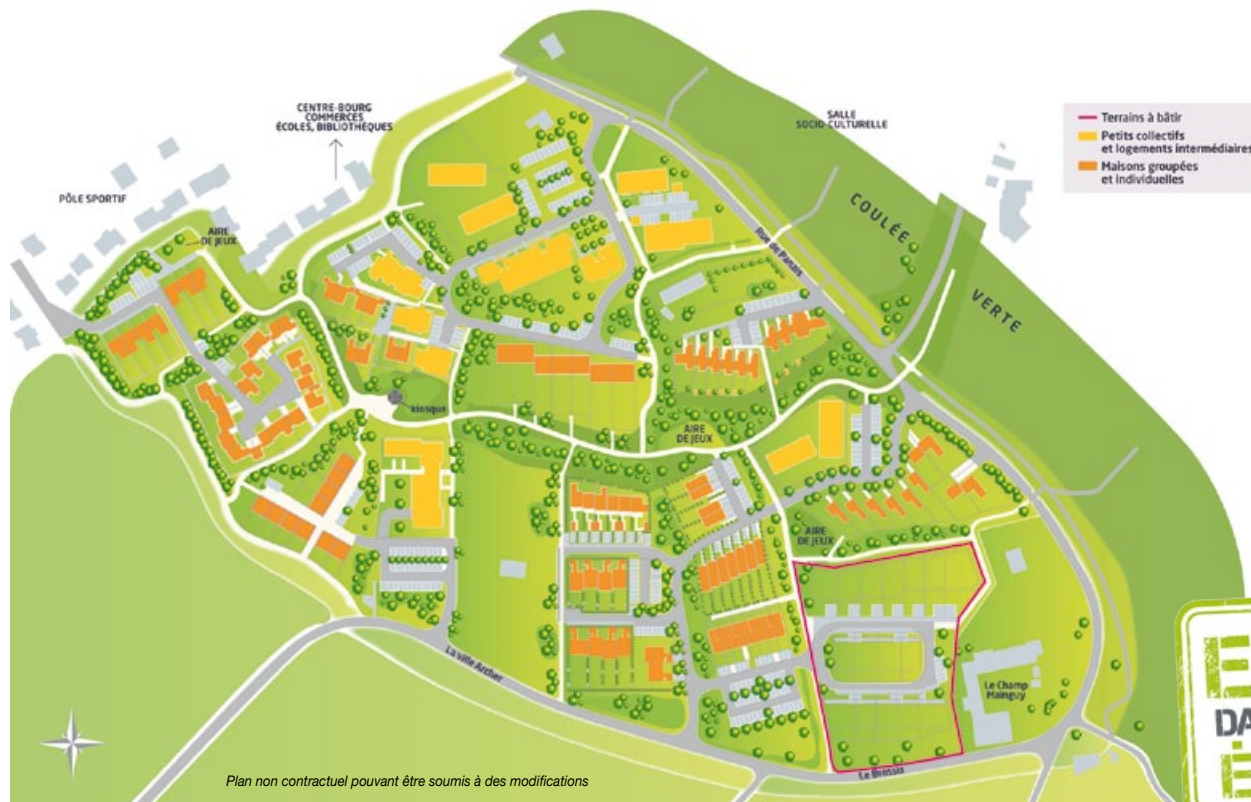 CENTRE-BOURG
COMMERCES
ÉCOLES, BIBLIOTHÈQUES
SALLE
SOCIO-CULTURELLE
Terrains à bâtir
Petits collectifs
et logements intermédiaires
Maisons groupées
et individuelles
PÔLE SPORTIF
AIRE
DE JEUX
COULÉE
VERTE
Rue de Panais
kiosque
AIRE
DE JEUX
AIRE
DE JEUX
La ville Archer
Le Champ
Mainguy
Le Brossis
DA
Plan non contractuel pouvant être soumis à des modifications